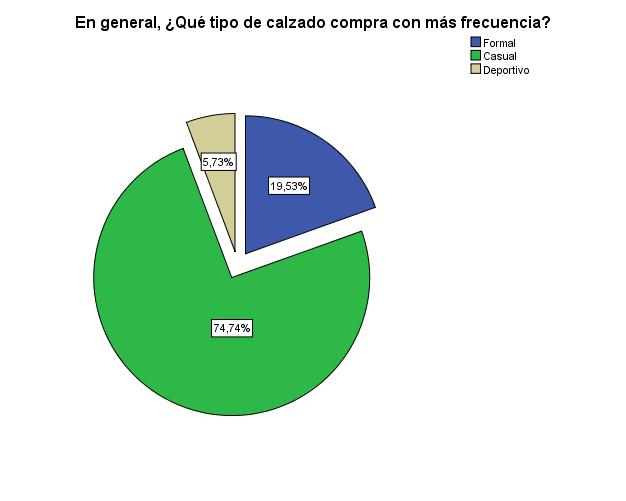 En general, ¿Qué tipo de calzado compra con más frecuencia?
Formal
Casual
Deportivo
5,73%
19,53%
74,74%